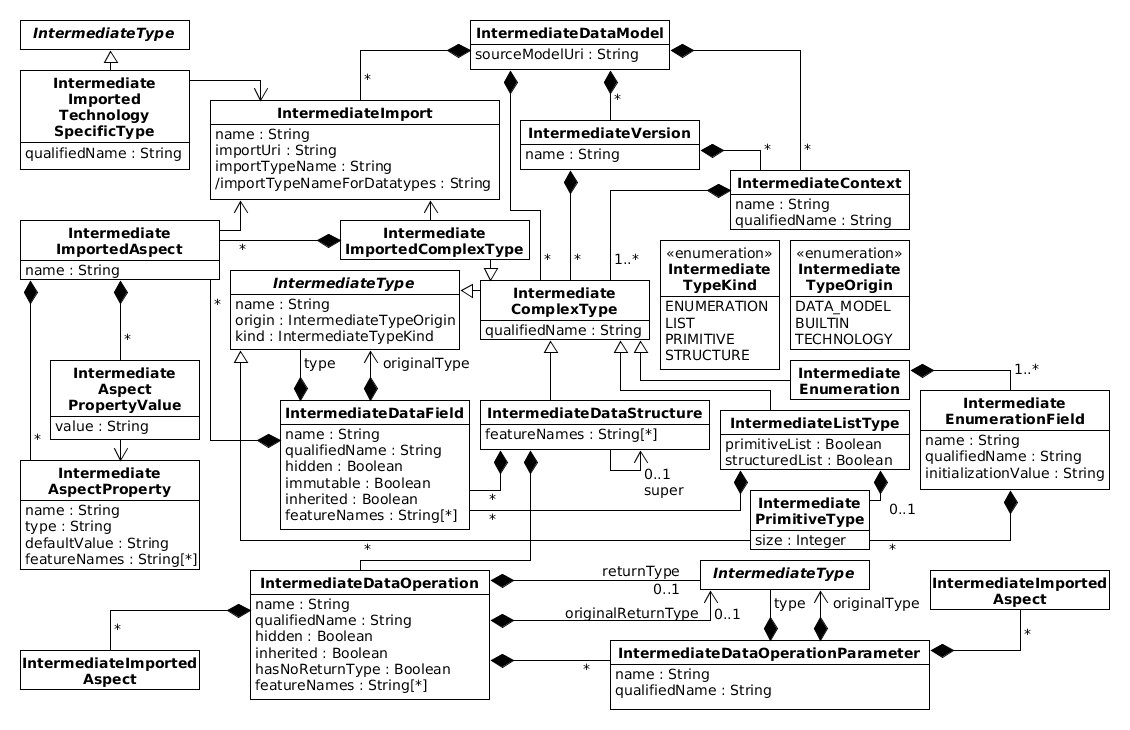 IntermediateType
Intermediate
Imported
Technology
SpecificType
qualifiedName : String
IntermediateDataModel
sourceModelUri : String
*
*
*
*
IntermediateImport
name : String
importUri : String
importTypeName : String
/importTypeNameForDatatypes : String
IntermediateVersion
name : String
IntermediateContext
name : String
qualifiedName : String
Intermediate
ImportedAspect
name : String
*
Intermediate
ImportedComplexType
*
*
1..*
«enumeration»
Intermediate
TypeKind
ENUMERATION
LIST
PRIMITIVE
STRUCTURE
«enumeration»
Intermediate
TypeOrigin
DATA_MODEL
BUILTIN
TECHNOLOGY
IntermediateType
name : String
origin : IntermediateTypeOrigin
kind : IntermediateTypeKind
Intermediate
ComplexType
qualifiedName : String
*
*
type
originalType
Intermediate
Aspect
PropertyValue
value : String
Intermediate
Enumeration
1..*
Intermediate
EnumerationField
name : String
qualifiedName : String
initializationValue : String
IntermediateDataField
name : String
qualifiedName : String
hidden : Boolean
immutable : Boolean
inherited : Boolean
featureNames : String[*]
IntermediateDataStructure
featureNames : String[*]
0..1
super
IntermediateListType
primitiveList : Boolean
structuredList : Boolean
*
*
*
Intermediate
AspectProperty
name : String
type : String
defaultValue : String
featureNames : String[*]
Intermediate
PrimitiveType
size : Integer
0..1
*
*
IntermediateDataOperation
name : String
qualifiedName : String
hidden : Boolean
inherited : Boolean
hasNoReturnType : Boolean
featureNames : String[*]
returnType
0..1
originalReturnType
0..1
*
IntermediateType
type
originalType
IntermediateImported
Aspect
*
IntermediateDataOperationParameter
name : String
qualifiedName : String
*
IntermediateImported
Aspect